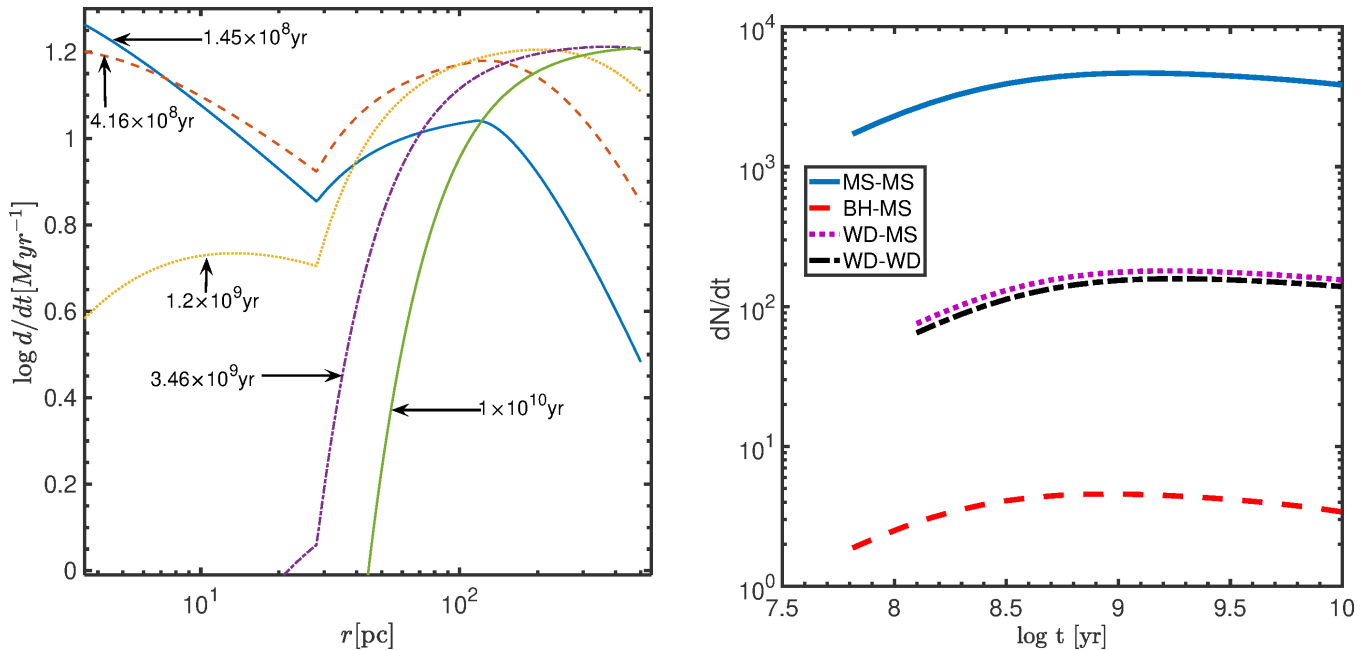 1.2
1
0.8
0.6
0.4
0.2
0
log d/dt[Myr⁻¹]
1.45×10⁸yr
4.16×10⁸yr
1.2×10⁹yr
3.46×10⁹yr
1×10¹⁰yr
10¹
10²
r[pc]
10⁴
10³
10²
10¹
10⁰
dN/dt
MS-MS
BH-MS
WD-MS
WD-WD
7.5 8 8.5 9 9.5 10
log t [yr]